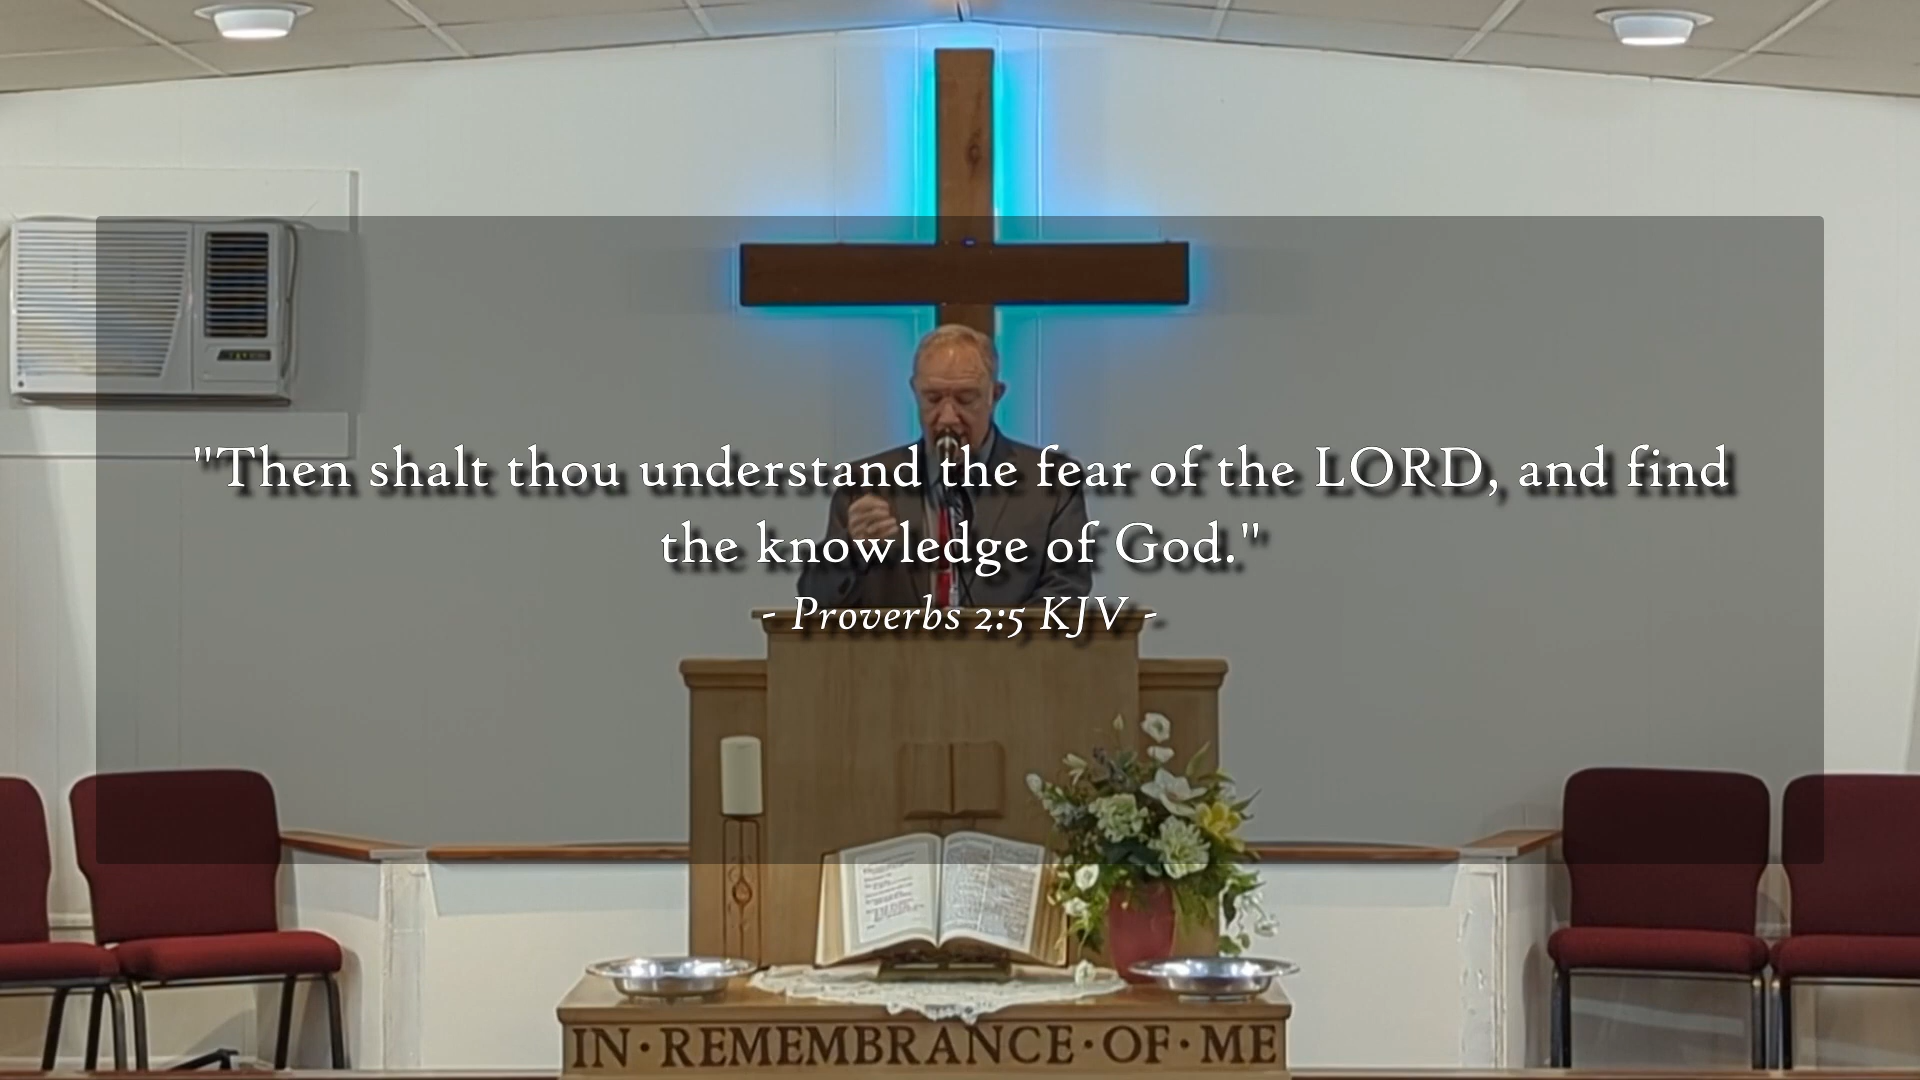 "Then shalt thou understand the fear of the LORD, and find
the knowledge of God."
- Proverbs 2:5 KJV -
IN·REMEMBRANCE·OF·ME